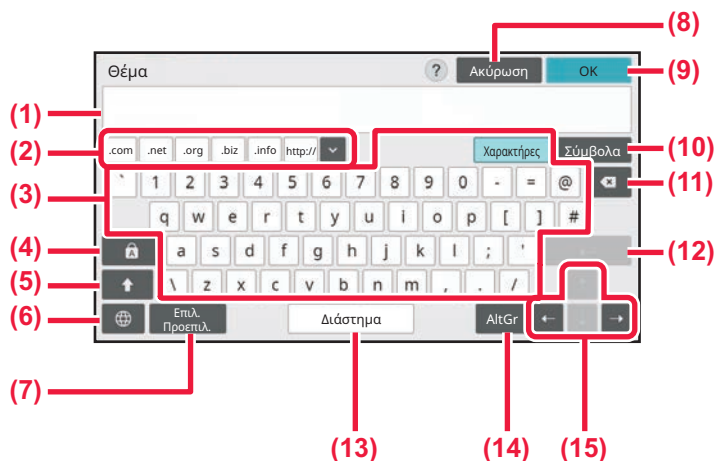 (8)
Θέμα ? Ακύρωση OK (9)
(1)
(2) .com .net .org .biz .info http:// Χαρακτήρες Σύμβολα (10)
(3) ` 1 2 3 4 5 6 7 8 9 0 - = @ (11)
q w e r t y u i o p [ ] #
(4) A a s d f g h j k l ; ' (12)
(5) \ z x c v b n m , . /
(6) Επιλ. Προεπιλ. Διάστημα AltGr ← →
(7) (13) (14) (15)